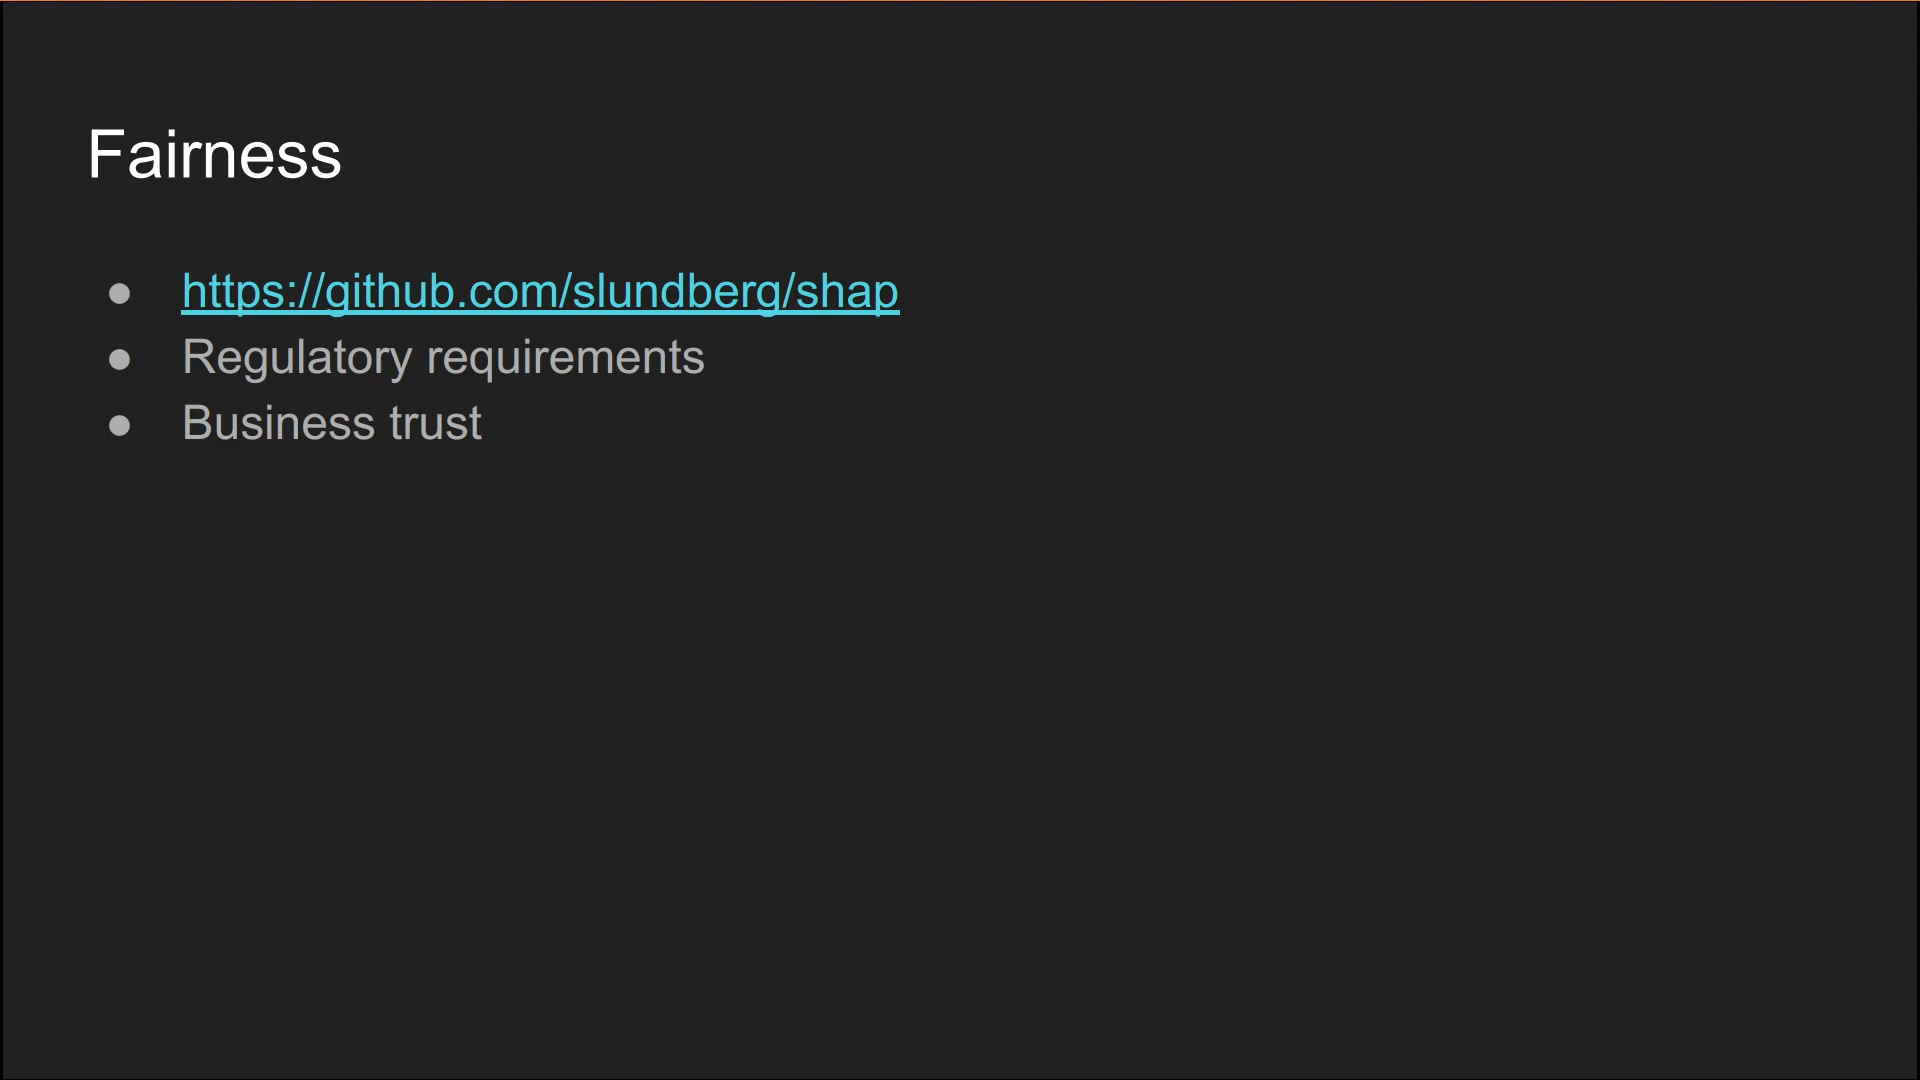 Fairness
● https://github.com/slundberg/shap
● Regulatory requirements
● Business trust